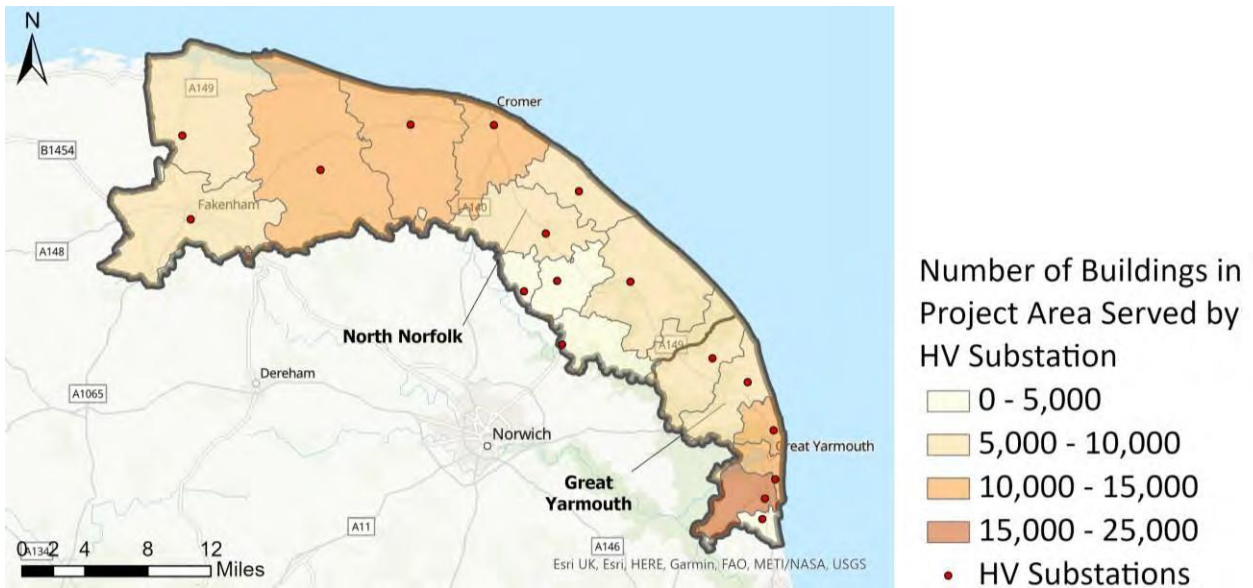 N
A149
Cromer
B1454
Fakenham
A140
A148
North Norfolk
A149
Dereham
A1065
Norwich
Great Yarmouth
Great
Yarmouth
A11
A134
A146
0 2 4 8 12
Miles
Esri UK, Esri, HERE, Garmin, FAO, METI/NASA, USGS
Number of Buildings in
Project Area Served by
HV Substation
0 - 5,000
5,000 - 10,000
10,000 - 15,000
15,000 - 25,000
HV Substations